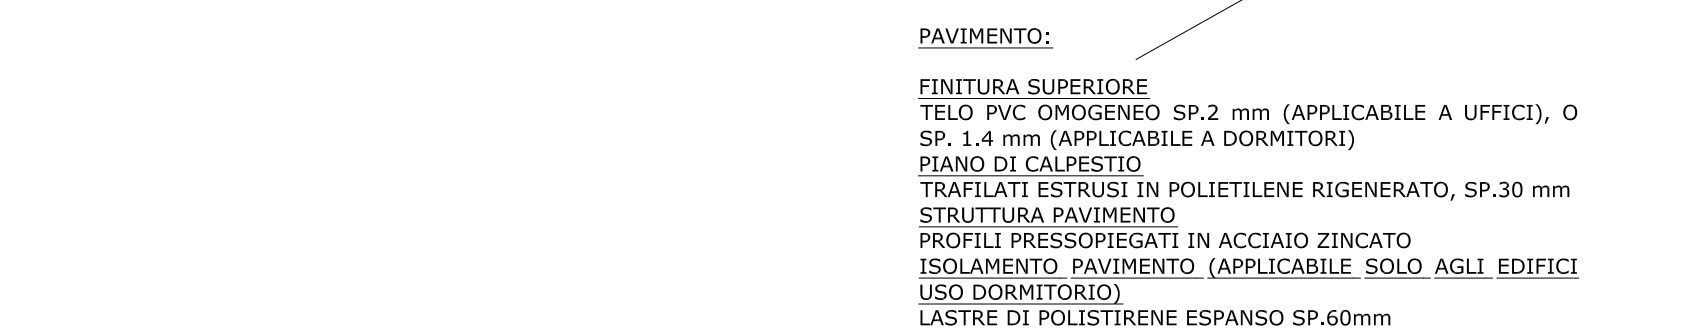 PAVIMENTO:
FINITURA SUPERIORE
TELO PVC OMOGENEO SP.2 mm (APPLICABILE A UFFICI), O
SP. 1.4 mm (APPLICABILE A DORMITORI)
PIANO DI CALPESTIO
TRAFILATI ESTRUSI IN POLIETILENE RIGENERATO, SP.30 mm
STRUTTURA PAVIMENTO
PROFILI PRESSOPIEGATI IN ACCIAIO ZINCATO
ISOLAMENTO PAVIMENTO (APPLICABILE SOLO AGLI EDIFICI
USO DORMITORIO)
LASTRE DI POLISTIRENE ESPANSO SP.60mm